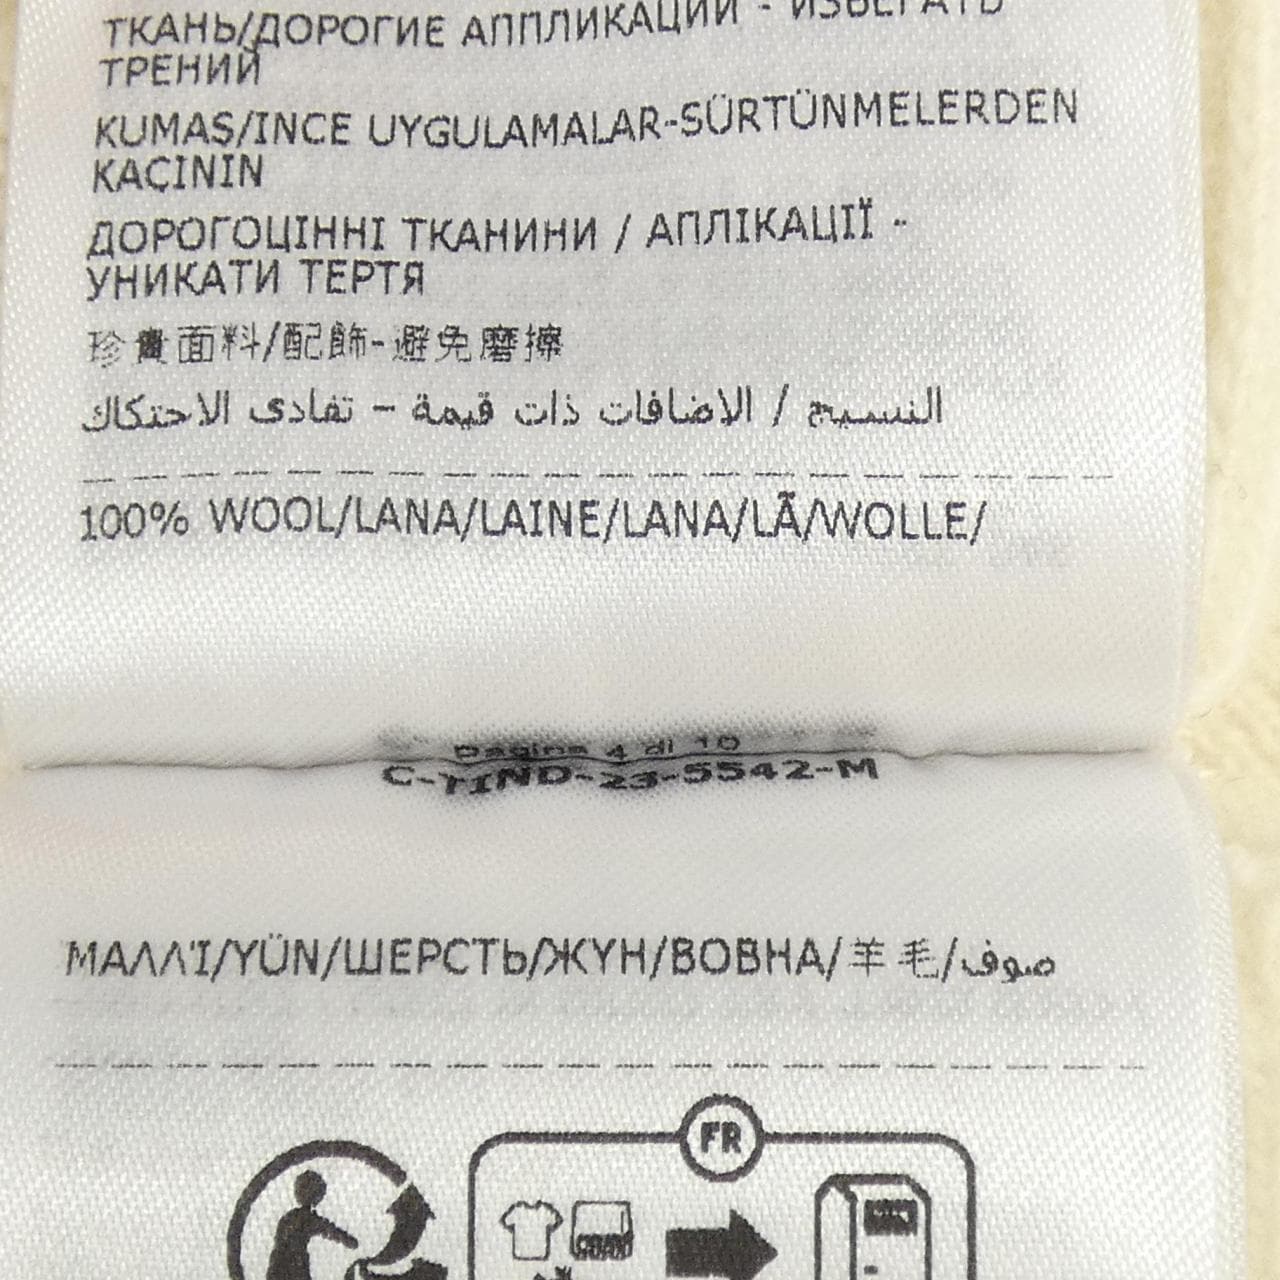 ТКАНЬ/ДОРОГИЕ АППЛИКАЦИИ - ИЗБЕГАТЬ
ТРЕНИЙ
KUMAS/INCE UYGULAMALAR-SÜRTÜNMELERDEN
KAÇININ
ДОРОГОЦІННІ ТКАНИНИ / АПЛІКАЦІЇ -
УНИКАТИ ТЕРТЯ
珍貴面料/配飾-避免磨擦
النسيج / الاضافات ذات قيمة – تفادى الاحتكاك
100% WOOL/LANA/LAINE/LANA/LÃ/WOLLE/
Pagina 4 di 10
C-TIND-23-5542-M
ΜΑΛΛΊ/YÜN/ШЕРСТЬ/ЖҮН/ВОВНА/羊毛/صوف
FR